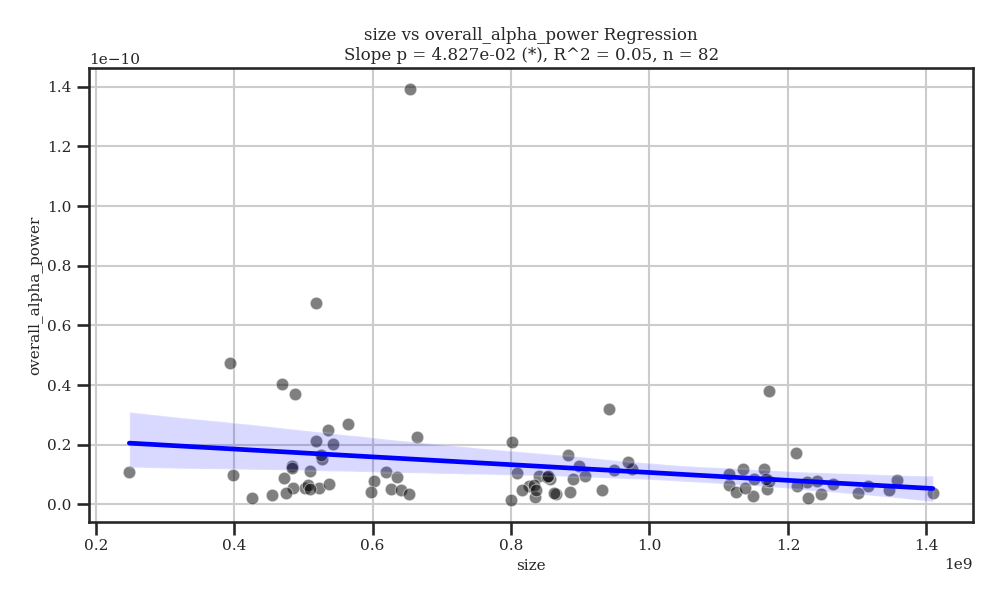 size vs overall_alpha_power Regression
Slope p = 4.827e-02 (*), R^2 = 0.05, n = 82
1e−10
1.4
1.2
1.0
0.8
0.6
0.4
0.2
0.0
overall_alpha_power
0.2 0.4 0.6 0.8 1.0 1.2 1.4
size
1e9